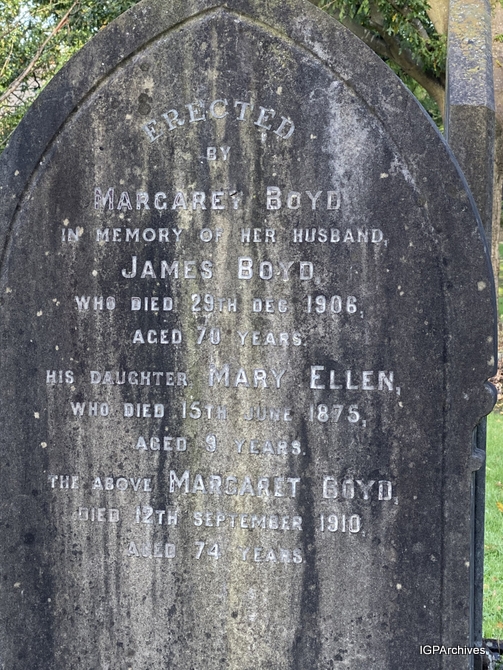 ERECTED
BY
MARGARET BOYD
IN MEMORY OF HER HUSBAND,
JAMES BOYD
WHO DIED 29TH DEC 1906,
AGED 70 YEARS.
HIS DAUGHTER MARY ELLEN,
WHO DIED 15TH JUNE 1875,
AGED 9 YEARS.
THE ABOVE MARGARET BOYD,
DIED 12TH SEPTEMBER 1910,
AGED 74 YEARS.
IGPArchives